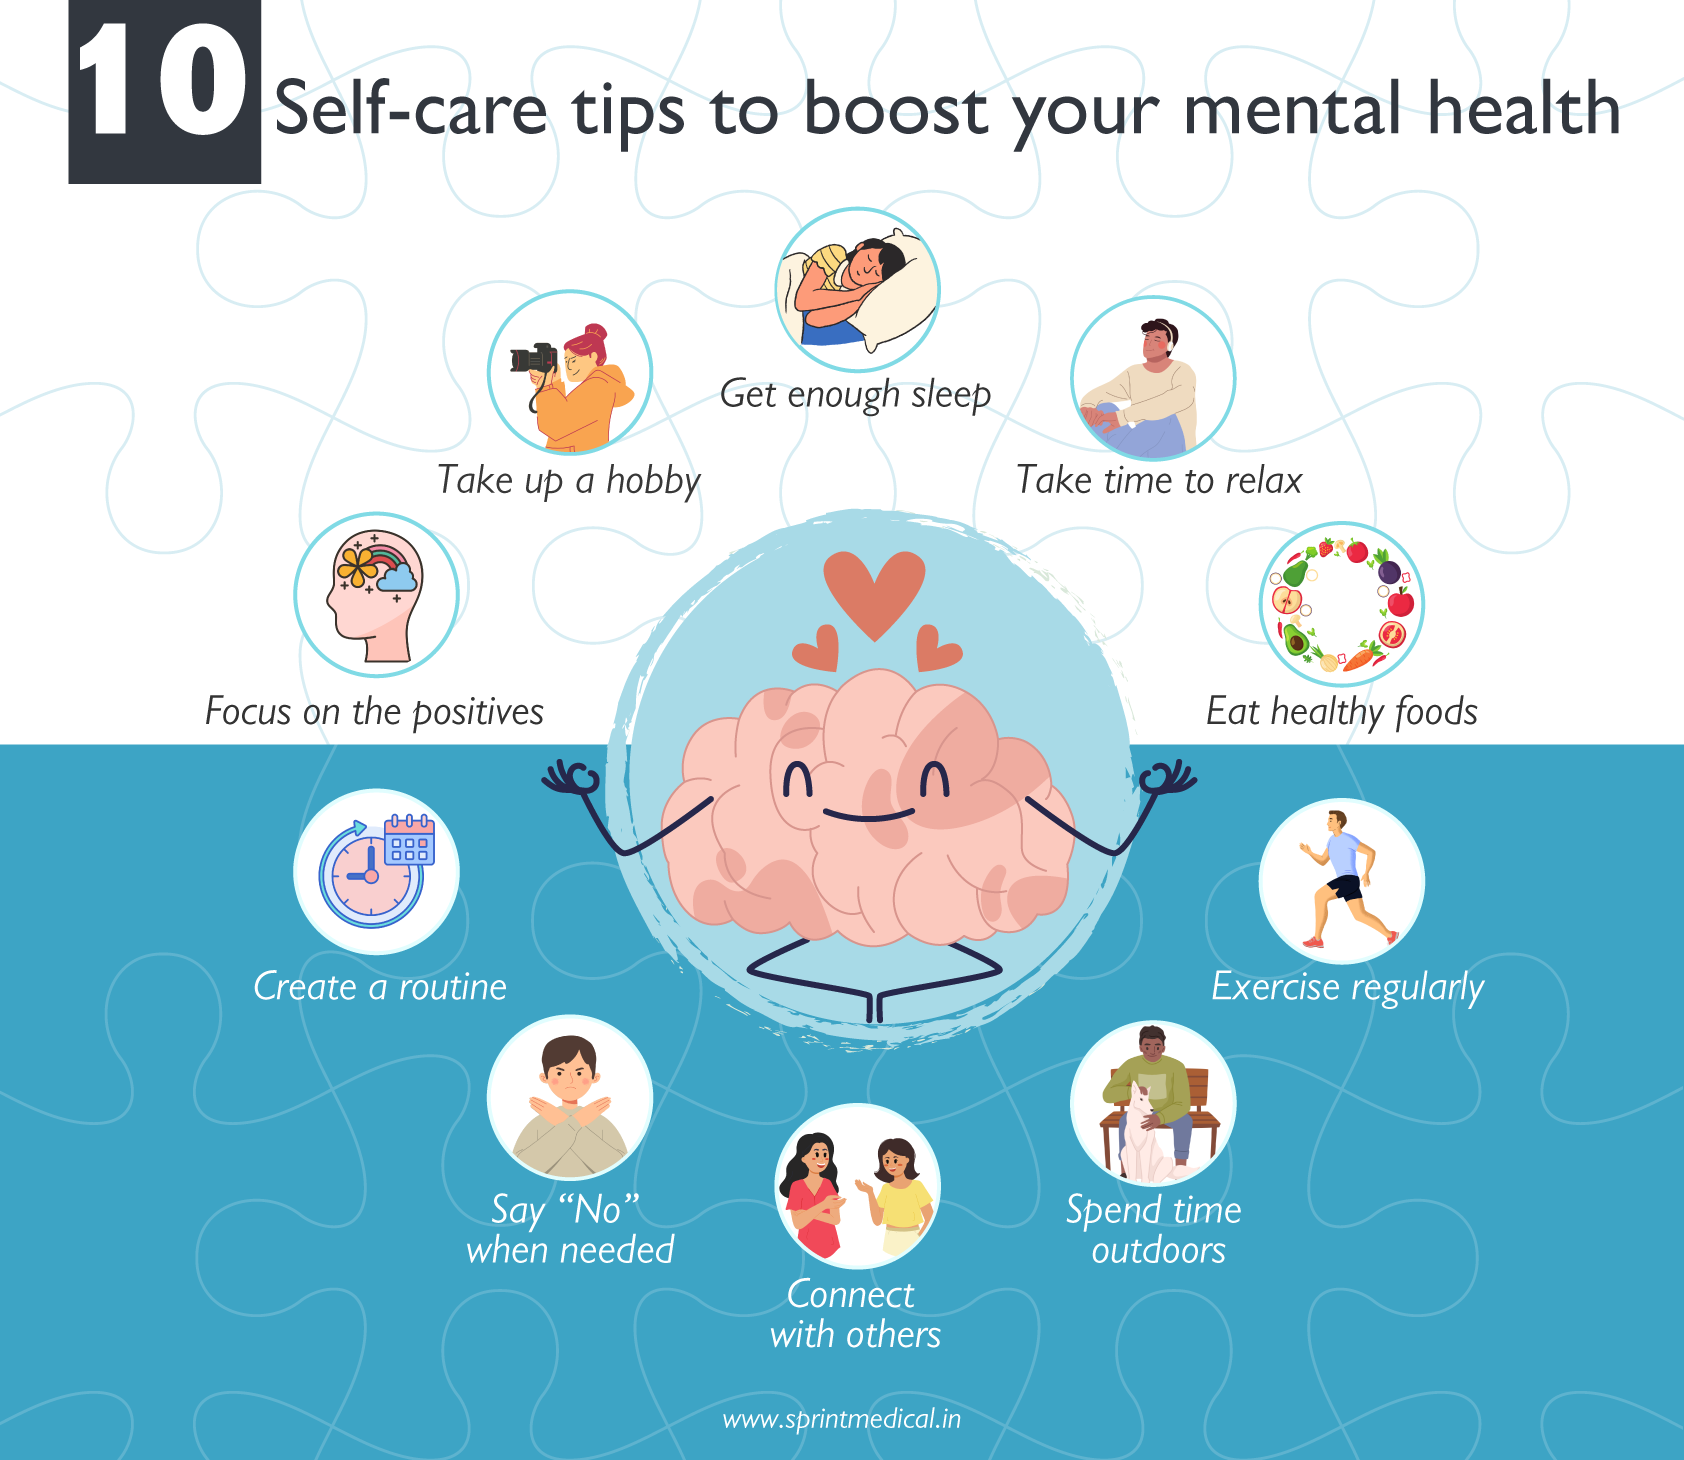 10 Self-care tips to boost your mental health
Get enough sleep
Take up a hobby
Take time to relax
Focus on the positives
Eat healthy foods
Create a routine
Exercise regularly
Say “No”
when needed
Spend time
outdoors
Connect
with others
www.sprintmedical.in